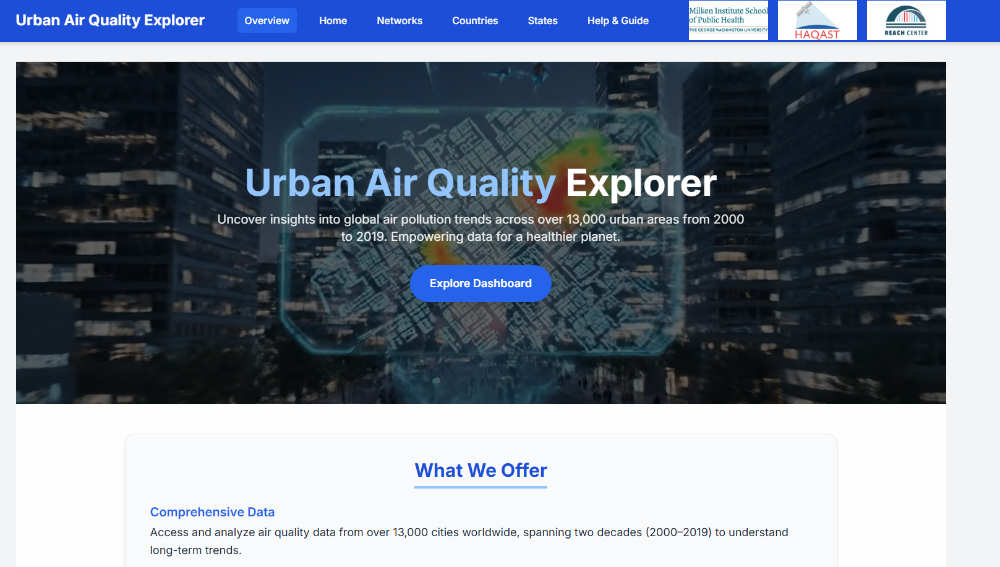 Urban Air Quality Explorer
Overview
Home
Networks
Countries
States
Help & Guide
Milken Institute School
of Public Health
THE GEORGE WASHINGTON UNIVERSITY
HAQAST
REACH CENTER
Urban Air Quality Explorer
Uncover insights into global air pollution trends across over 13,000 urban areas from 2000
to 2019. Empowering data for a healthier planet.
Explore Dashboard
What We Offer
Comprehensive Data
Access and analyze air quality data from over 13,000 cities worldwide, spanning two decades (2000–2019) to understand
long-term trends.